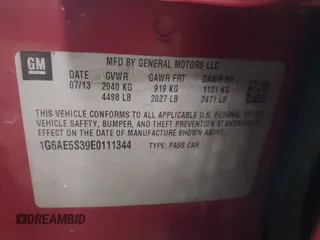 GM
MFD BY GENERAL MOTORS LLC
DATE GVWR GAWR FRT GAWR RR
07/13 2040 KG 919 KG 1121 KG
4498 LB 2027 LB 2471 LB
THIS VEHICLE CONFORMS TO ALL APPLICABLE U.S. FEDERAL
VEHICLE SAFETY, BUMPER, AND THEFT PREVENTION STANDARDS
IN EFFECT ON THE DATE OF MANUFACTURE SHOWN ABOVE.
1G6AE5S39E0111344 TYPE: PASS CAR
©DREAMBID